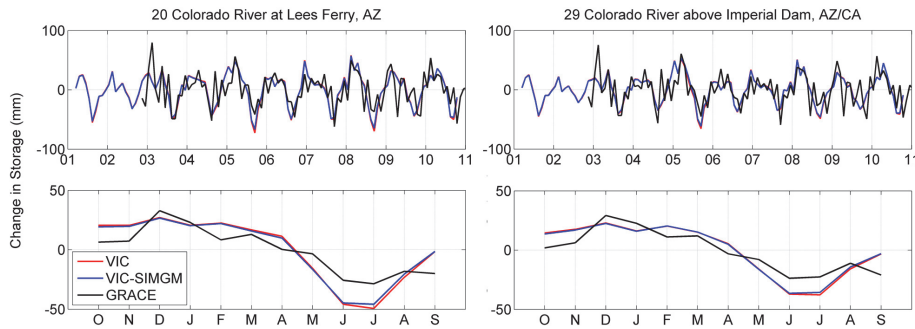 20 Colorado River at Lees Ferry, AZ
29 Colorado River above Imperial Dam, AZ/CA
Change in Storage (mm)
100
0
-100
01 02 03 04 05 06 07 08 09 10 11
100
0
-100
01 02 03 04 05 06 07 08 09 10 11
50
0
-50
O N D J F M A M J J A S
VIC
VIC-SIMGM
GRACE
50
0
-50
O N D J F M A M J J A S